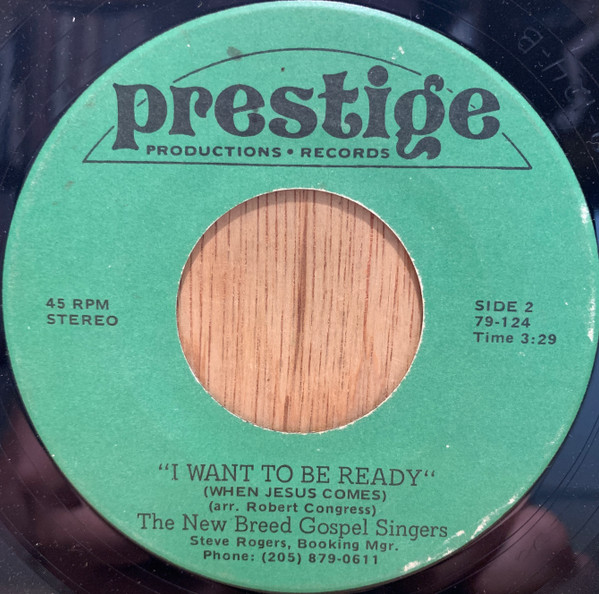 prestige
PRODUCTIONS • RECORDS
45 RPM
STEREO
SIDE 2
79-124
Time 3:29
"I WANT TO BE READY"
(WHEN JESUS COMES)
(arr. Robert Congress)
The New Breed Gospel Singers
Steve Rogers, Booking Mgr.
Phone: (205) 879-0611